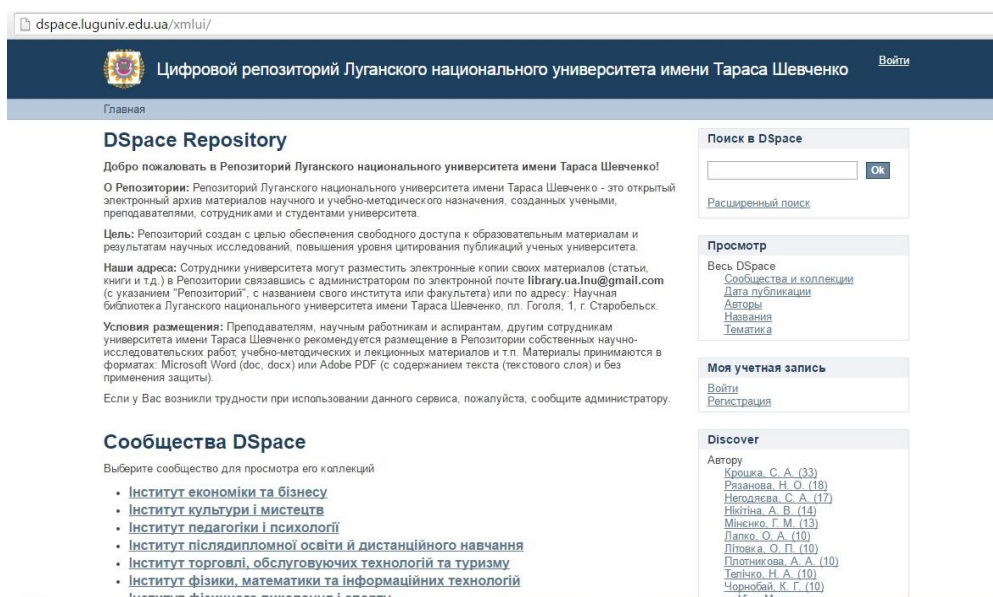 dspace.luguniv.edu.ua/xmlui/
Цифровой репозиторий Луганского национального университета имени Тараса Шевченко
Войти
Главная
DSpace Repository
Добро пожаловать в Репозиторий Луганского национального университета имени Тараса Шевченко!
О Репозитории: Репозиторий Луганского национального университета имени Тараса Шевченко - это открытый
электронный архив материалов научного и учебно-методического назначения, созданных учеными,
преподавателями, сотрудниками и студентами университета.
Цель: Репозиторий создан с целью обеспечения свободного доступа к образовательным материалам и
результатам научных исследований, повышения уровня цитирования публикаций ученых университета.
Наши адреса: Сотрудники университета могут разместить электронные копии своих материалов (статьи,
книги и т.д.) в Репозитории связавшись с администратором по электронной почте library.ua.lnu@gmail.com
(с указанием "Репозиторий", с названием свого института или факультета) или по адресу: Научная
библиотека Луганского национального университета имени Тараса Шевченко, пл. Гоголя, 1, г. Старобельск.
Условия размещения: Преподавателям, научным работникам и аспирантам, другим сотрудникам
университета имени Тараса Шевченко рекомендуется размещение в Репозитории собственных научно-
исследовательских работ, учебно-методических и лекционных материалов и т.п. Материалы принимаются в
форматах: Microsoft Word (doc, docx) или Adobe PDF (с содержанием текста (текстового слоя) и без
применения защиты).
Если у Вас возникли трудности при использовании данного сервиса, пожалуйста, сообщите администратору.
Сообщества DSpace
Выберите сообщество для просмотра его коллекций
Інститут економіки та бізнесу
Інститут культури і мистецтв
Інститут педагогіки і психології
Інститут післядипломної освіти й дистанційного навчання
Інститут торговлі, обслуговуючих технологій та туризму
Інститут фізики, математики та інформаційних технологій
Інститут фізичного виховання і спорту
Поиск в DSpace
Ok
Расширенный поиск
Просмотр
Весь DSpace
Сообщества и коллекции
Дата публикации
Авторы
Названия
Тематика
Моя учетная запись
Войти
Регистрация
Discover
Автору
Крошка, С. А. (33)
Рязанова, Н. О. (18)
Негодяєва, С. А. (17)
Нікітіна, А. В. (14)
Мінєнко, Г. М. (13)
Лапко, О. А. (10)
Літовка, О. П. (10)
Плотникова, А. А. (10)
Телічко, Н. А. (10)
Чорнобай, К. Г. (10)